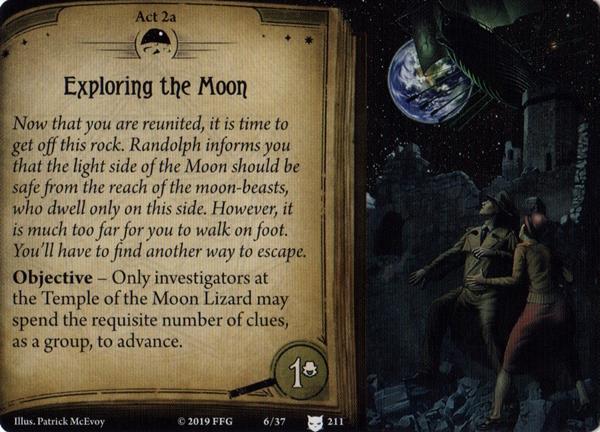 Act 2a
Exploring the Moon
Now that you are reunited, it is time to
get off this rock. Randolph informs you
that the light side of the Moon should be
safe from the reach of the moon-beasts,
who dwell only on this side. However, it
is much too far for you to walk on foot.
You'll have to find another way to escape.
Objective – Only investigators at
the Temple of the Moon Lizard may
spend the requisite number of clues,
as a group, to advance.
1
Illus. Patrick McEvoy © 2019 FFG 6/37 211